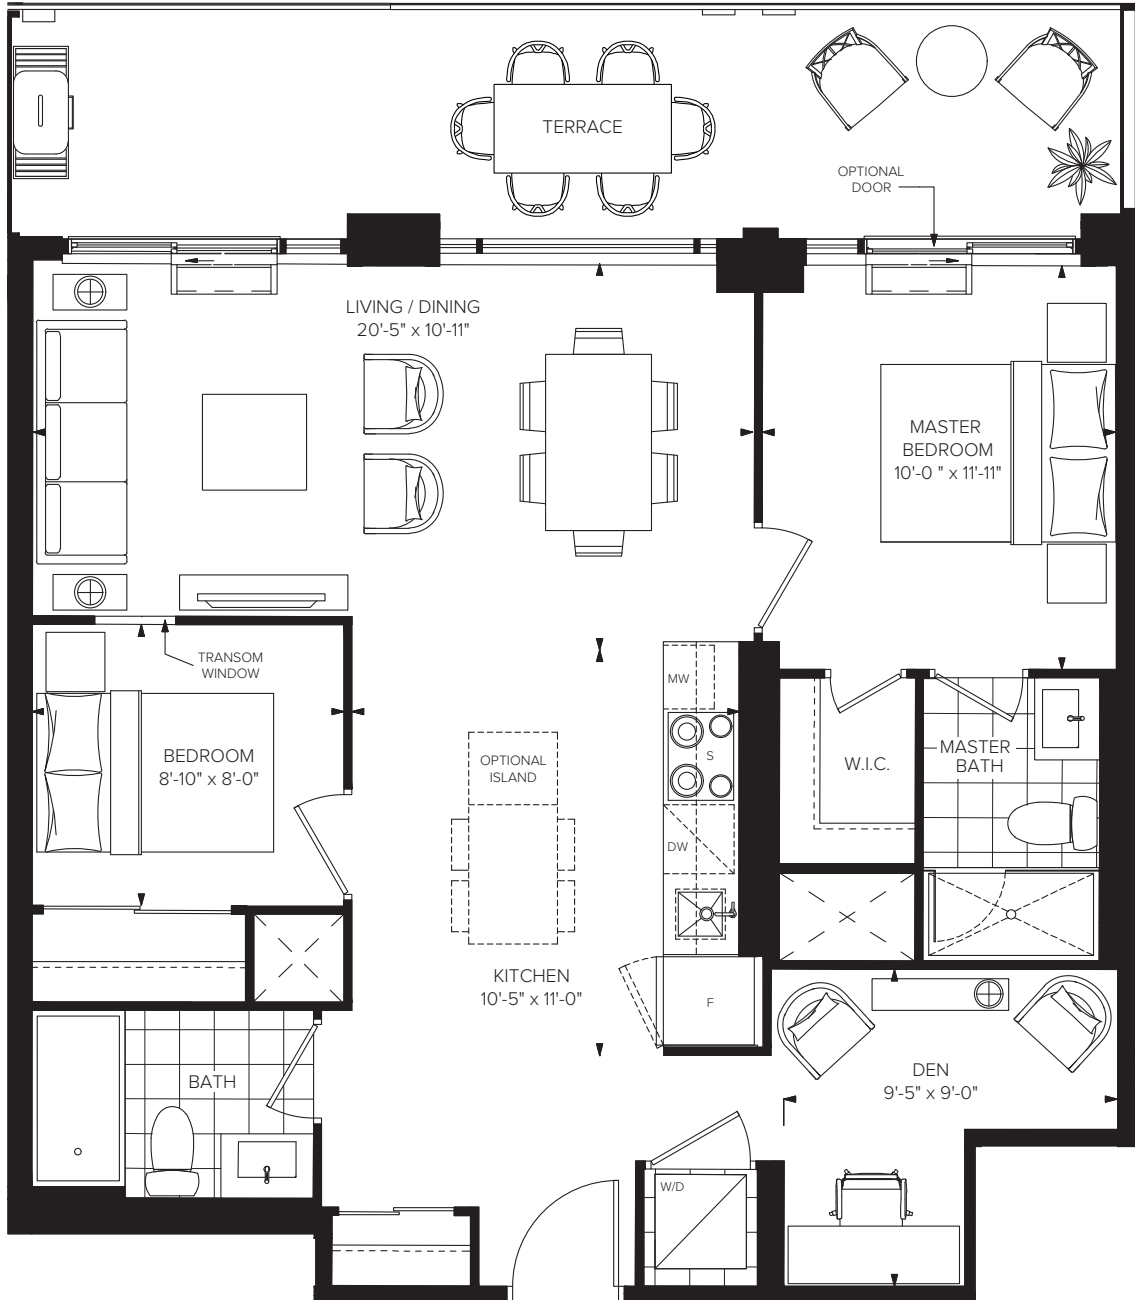 TERRACE
OPTIONAL
DOOR
LIVING / DINING
20'-5" x 10'-11"
MASTER
BEDROOM
10'-0 " x 11'-11"
TRANSOM
WINDOW
MW
BEDROOM
8'-10" x 8'-0"
OPTIONAL
ISLAND
S
W.I.C.
MASTER
BATH
DW
KITCHEN
10'-5" x 11'-0"
F
BATH
DEN
9'-5" x 9'-0"
W/D